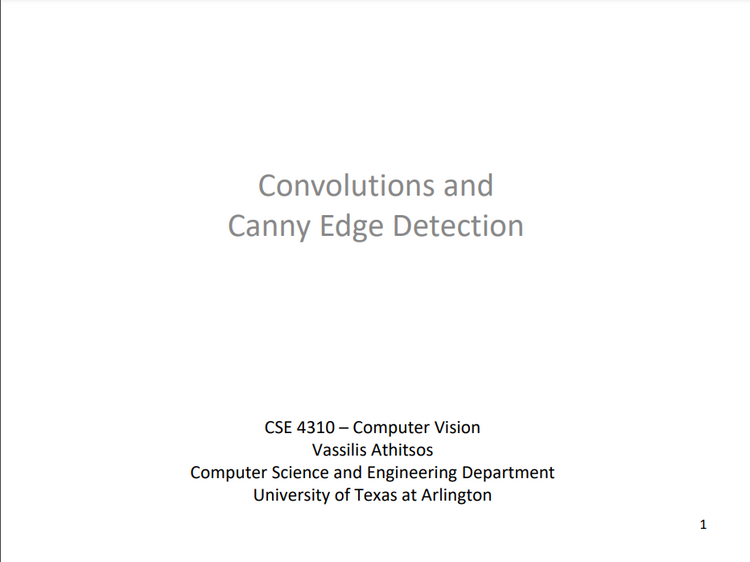 Convolutions and
Canny Edge Detection
CSE 4310 – Computer Vision
Vassilis Athitsos
Computer Science and Engineering Department
University of Texas at Arlington
1